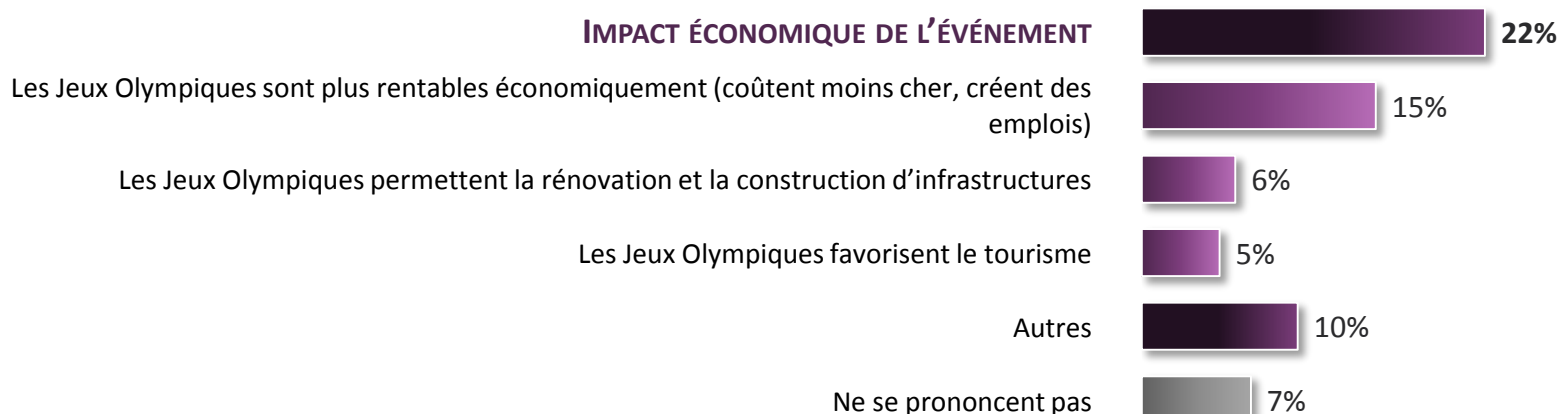 IMPACT ÉCONOMIQUE DE L’ÉVÉNEMENT 22%
Les Jeux Olympiques sont plus rentables économiquement (coûtent moins cher, créent des
emplois) 15%
Les Jeux Olympiques permettent la rénovation et la construction d’infrastructures 6%
Les Jeux Olympiques favorisent le tourisme 5%
Autres 10%
Ne se prononcent pas 7%